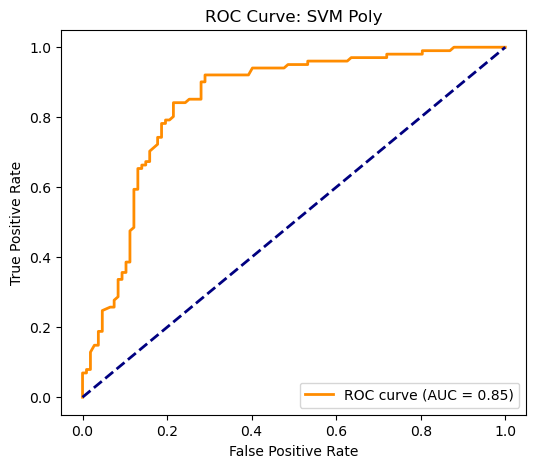 ROC Curve: SVM Poly
True Positive Rate
1.0
0.8
0.6
0.4
0.2
0.0
ROC curve (AUC = 0.85)
0.0 0.2 0.4 0.6 0.8 1.0
False Positive Rate